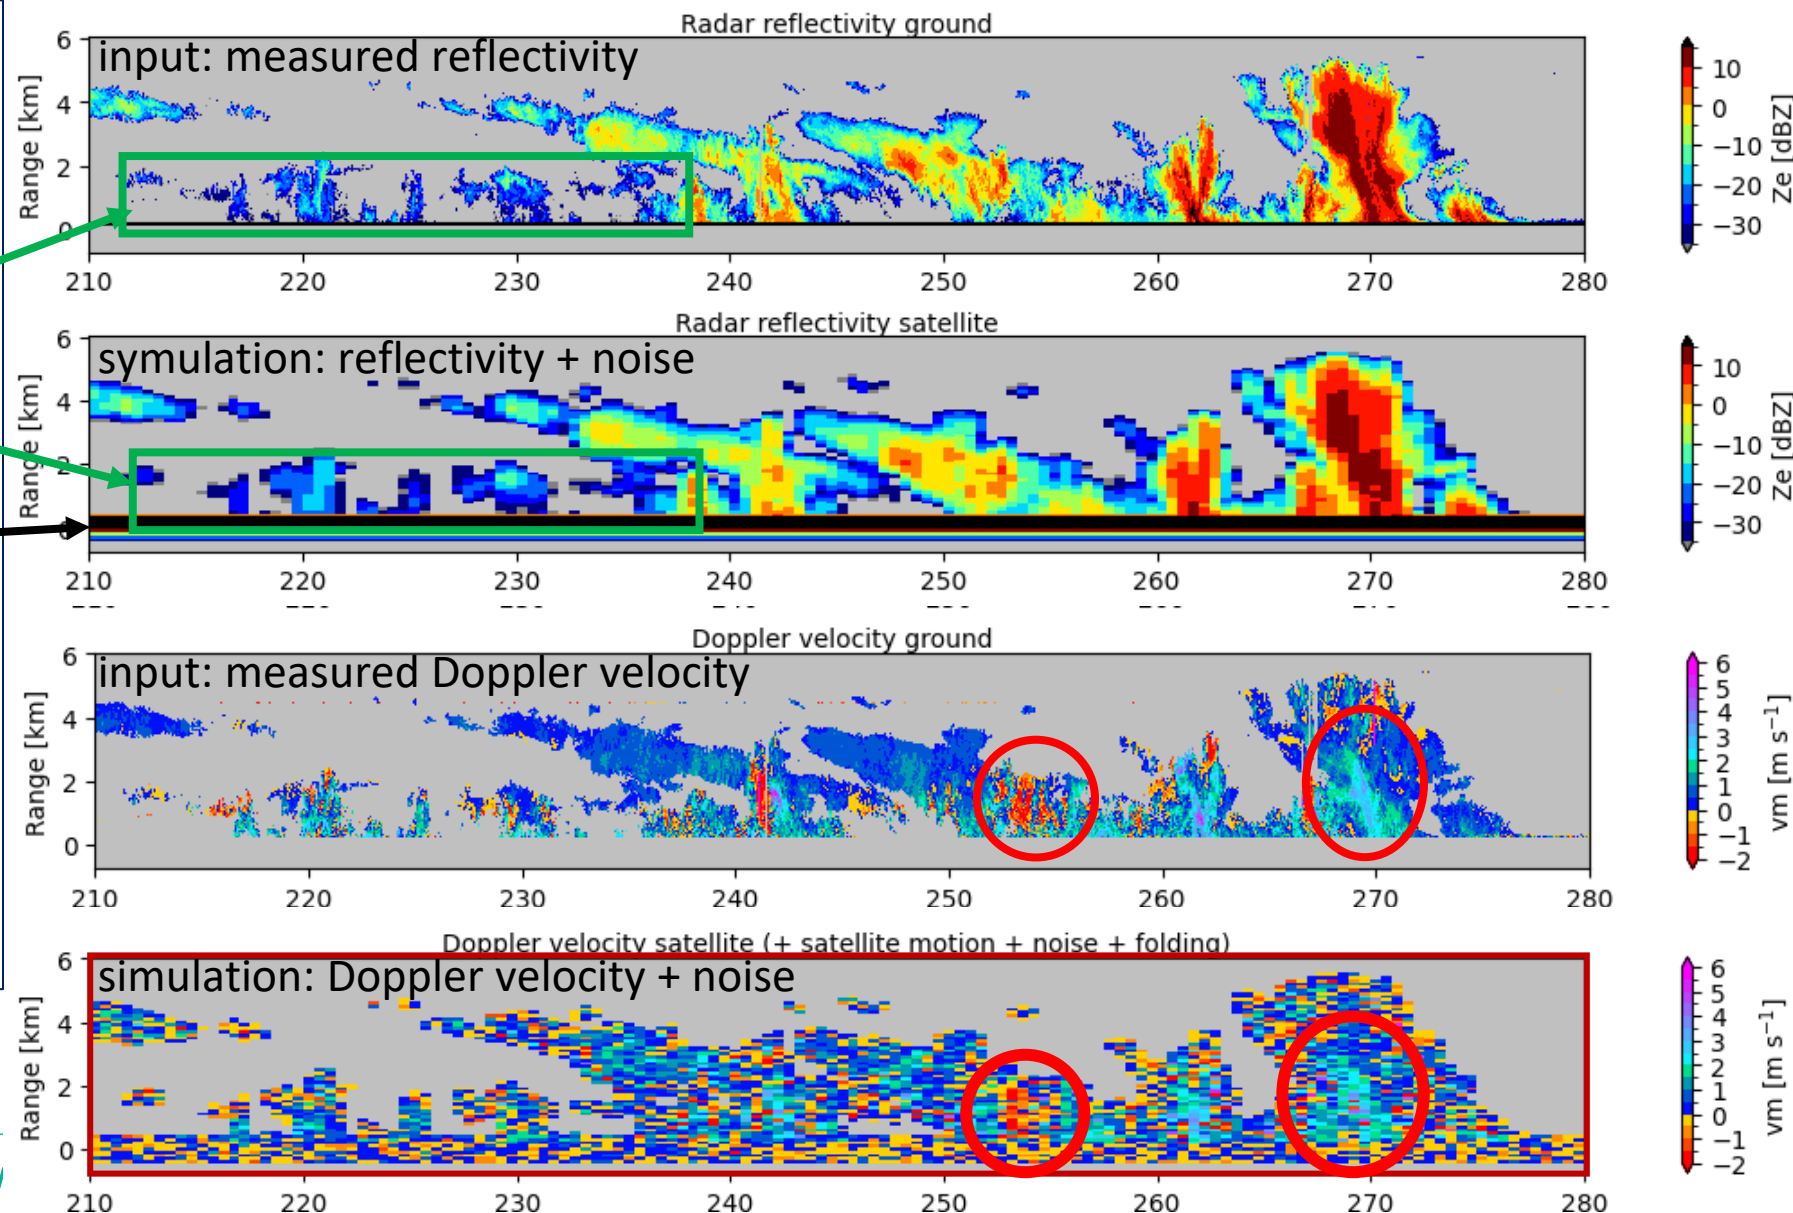 Radar reflectivity ground
input: measured reflectivity
Range [km]
6
4
2
0
210 220 230 240 250 260 270 280
10
0
−10
−20
−30
Ze [dBZ]
Radar reflectivity satellite
symulation: reflectivity + noise
Range [km]
6
4
2
210 220 230 240 250 260 270 280
10
0
−10
−20
−30
Ze [dBZ]
Doppler velocity ground
input: measured Doppler velocity
Range [km]
6
4
2
0
210 220 230 240 250 260 270 280
6
5
4
3
2
1
0
−1
−2
vm [m s⁻¹]
Doppler velocity satellite (+ satellite motion + noise + folding)
simulation: Doppler velocity + noise
Range [km]
6
4
2
0
210 220 230 240 250 260 270 280
6
5
4
3
2
1
0
−1
−2
vm [m s⁻¹]